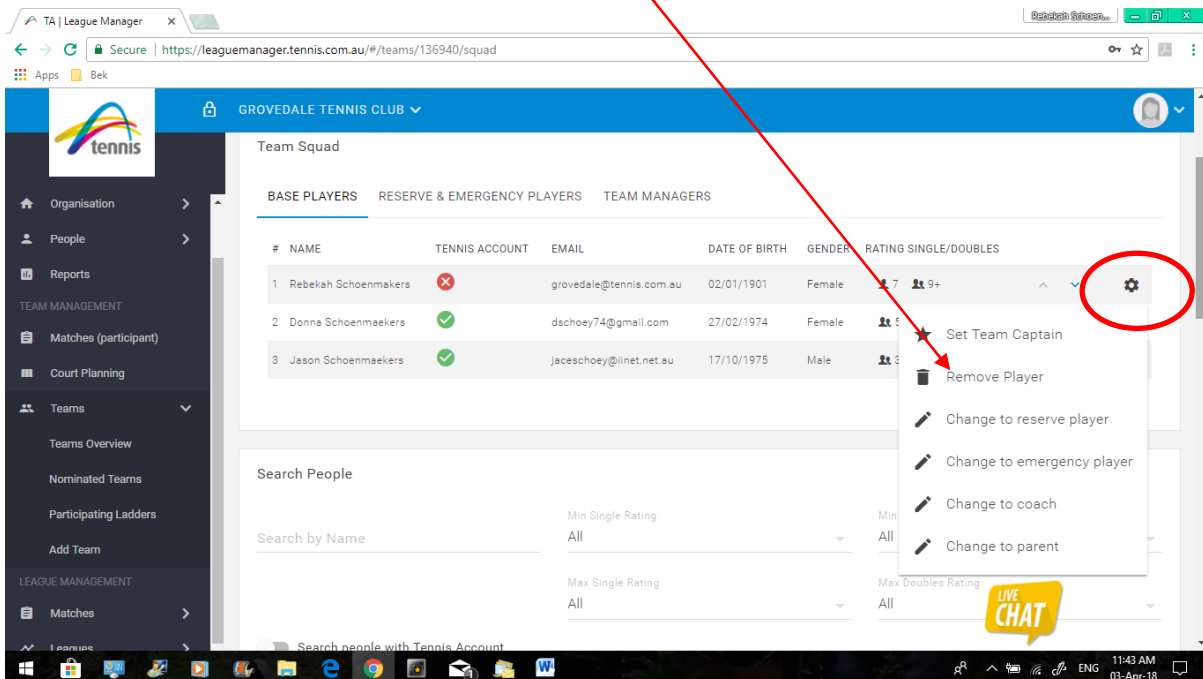 TA | League Manager
Rebekah Schoen...
Secure | https://leaguemanager.tennis.com.au/#/teams/136940/squad
Apps Bek
tennis
GROVEDALE TENNIS CLUB
Organisation
People
Reports
TEAM MANAGEMENT
Matches (participant)
Court Planning
Teams
Teams Overview
Nominated Teams
Participating Ladders
Add Team
LEAGUE MANAGEMENT
Matches
Leagues
Team Squad
BASE PLAYERS RESERVE & EMERGENCY PLAYERS TEAM MANAGERS
# NAME TENNIS ACCOUNT EMAIL DATE OF BIRTH GENDER RATING SINGLE/DOUBLES
1 Rebekah Schoenmakers grovedale@tennis.com.au 02/01/1901 Female 7 9+
2 Donna Schoenmaekers dschoey74@gmail.com 27/02/1974 Female
3 Jason Schoenmaekers jaceschoey@iinet.net.au 17/10/1975 Male
Set Team Captain
Remove Player
Change to reserve player
Change to emergency player
Change to coach
Change to parent
Search People
Search by Name
Min Single Rating
All
Min
All
Max Single Rating
All
Max Doubles Rating
All
LIVE
CHAT
Search people with Tennis Account
ENG
11:43 AM
03-Apr-18